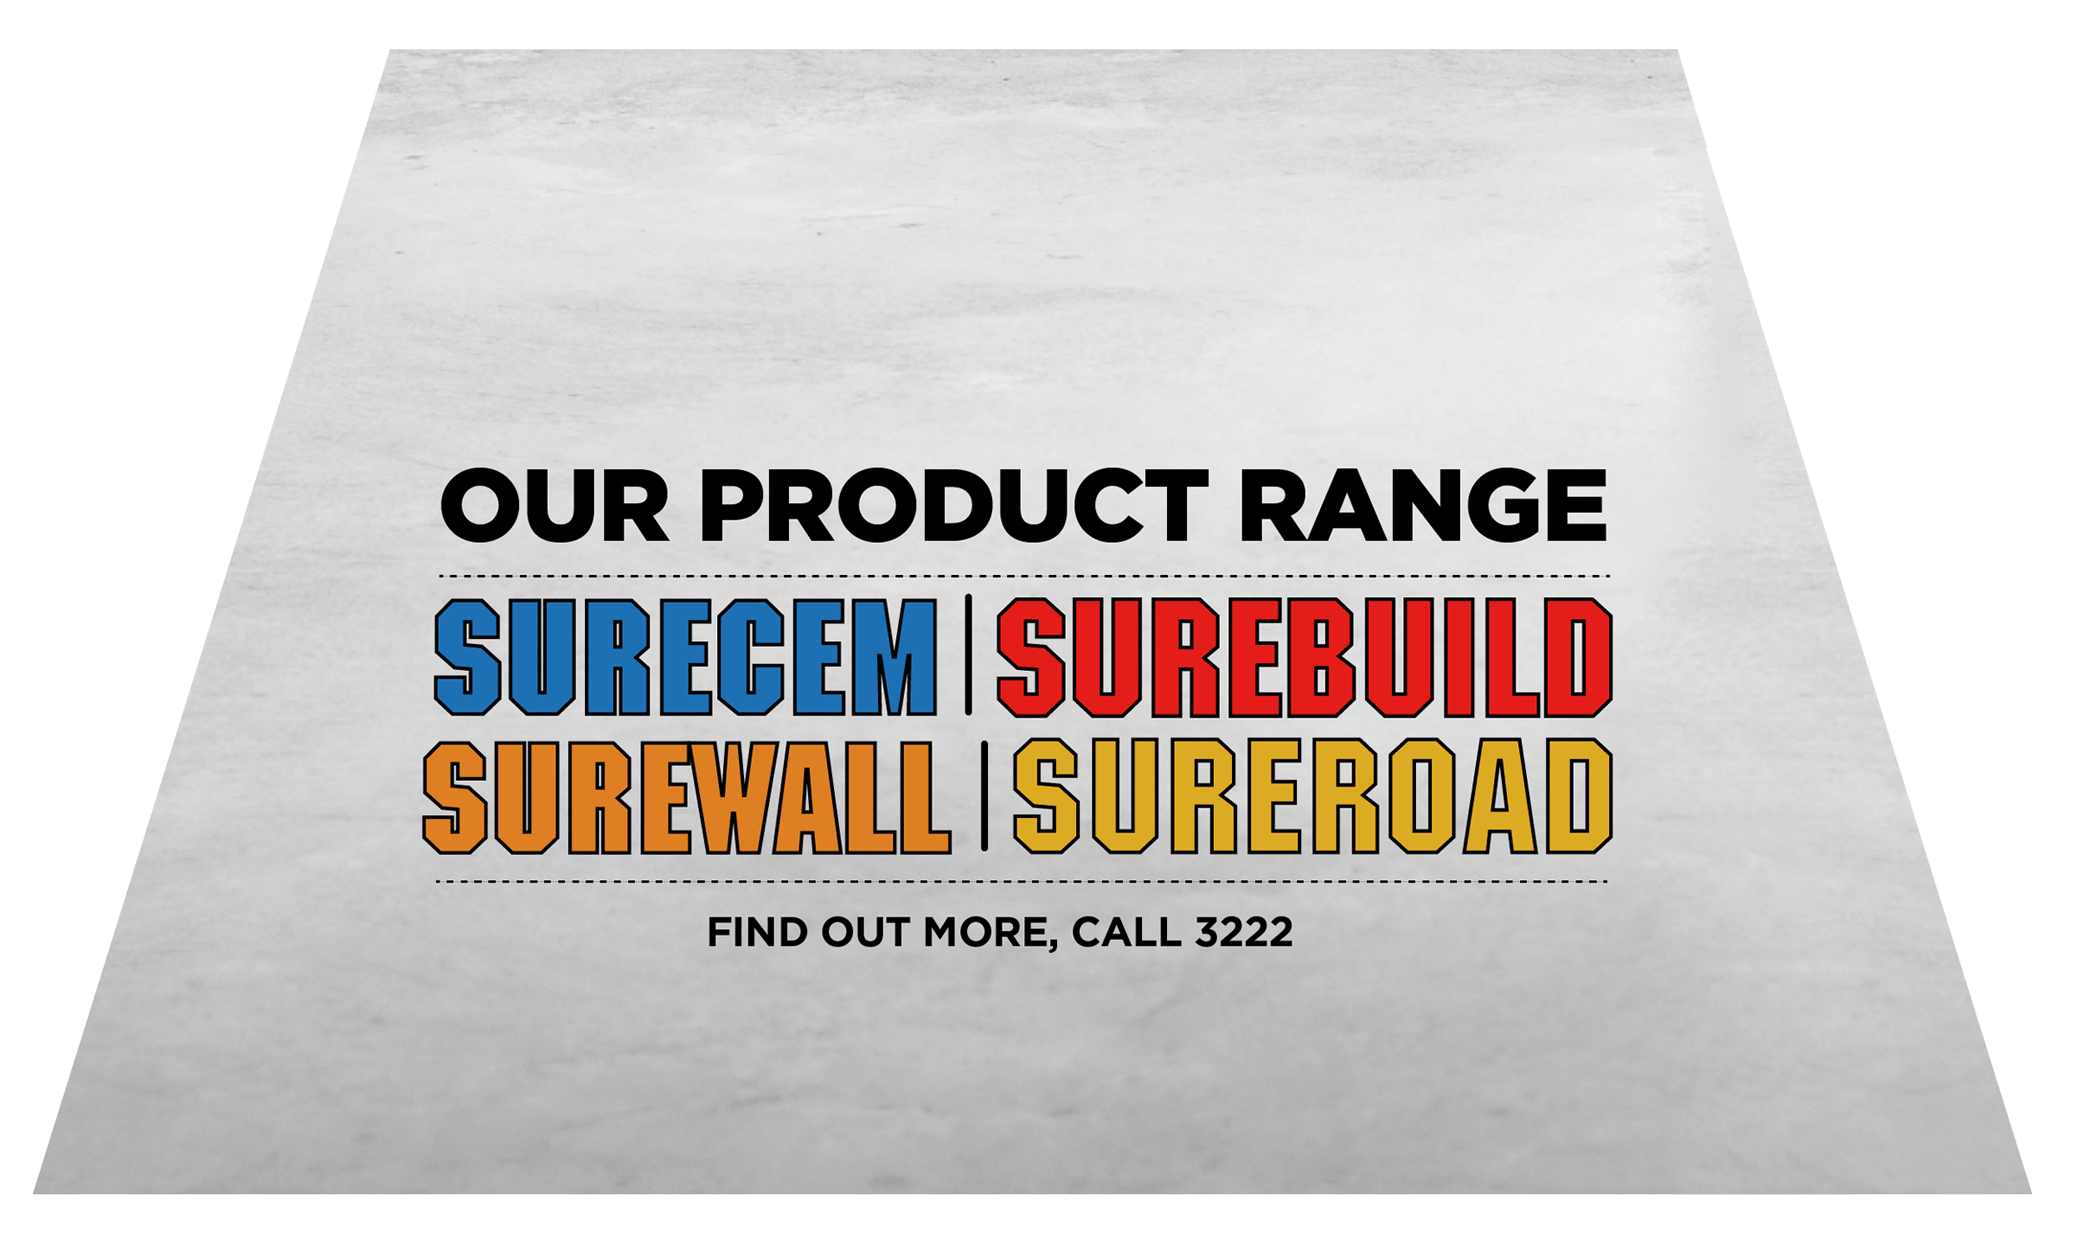 OUR PRODUCT RANGE
SURECEM | SUREBUILD
SUREWALL | SUREROAD
FIND OUT MORE, CALL 3222